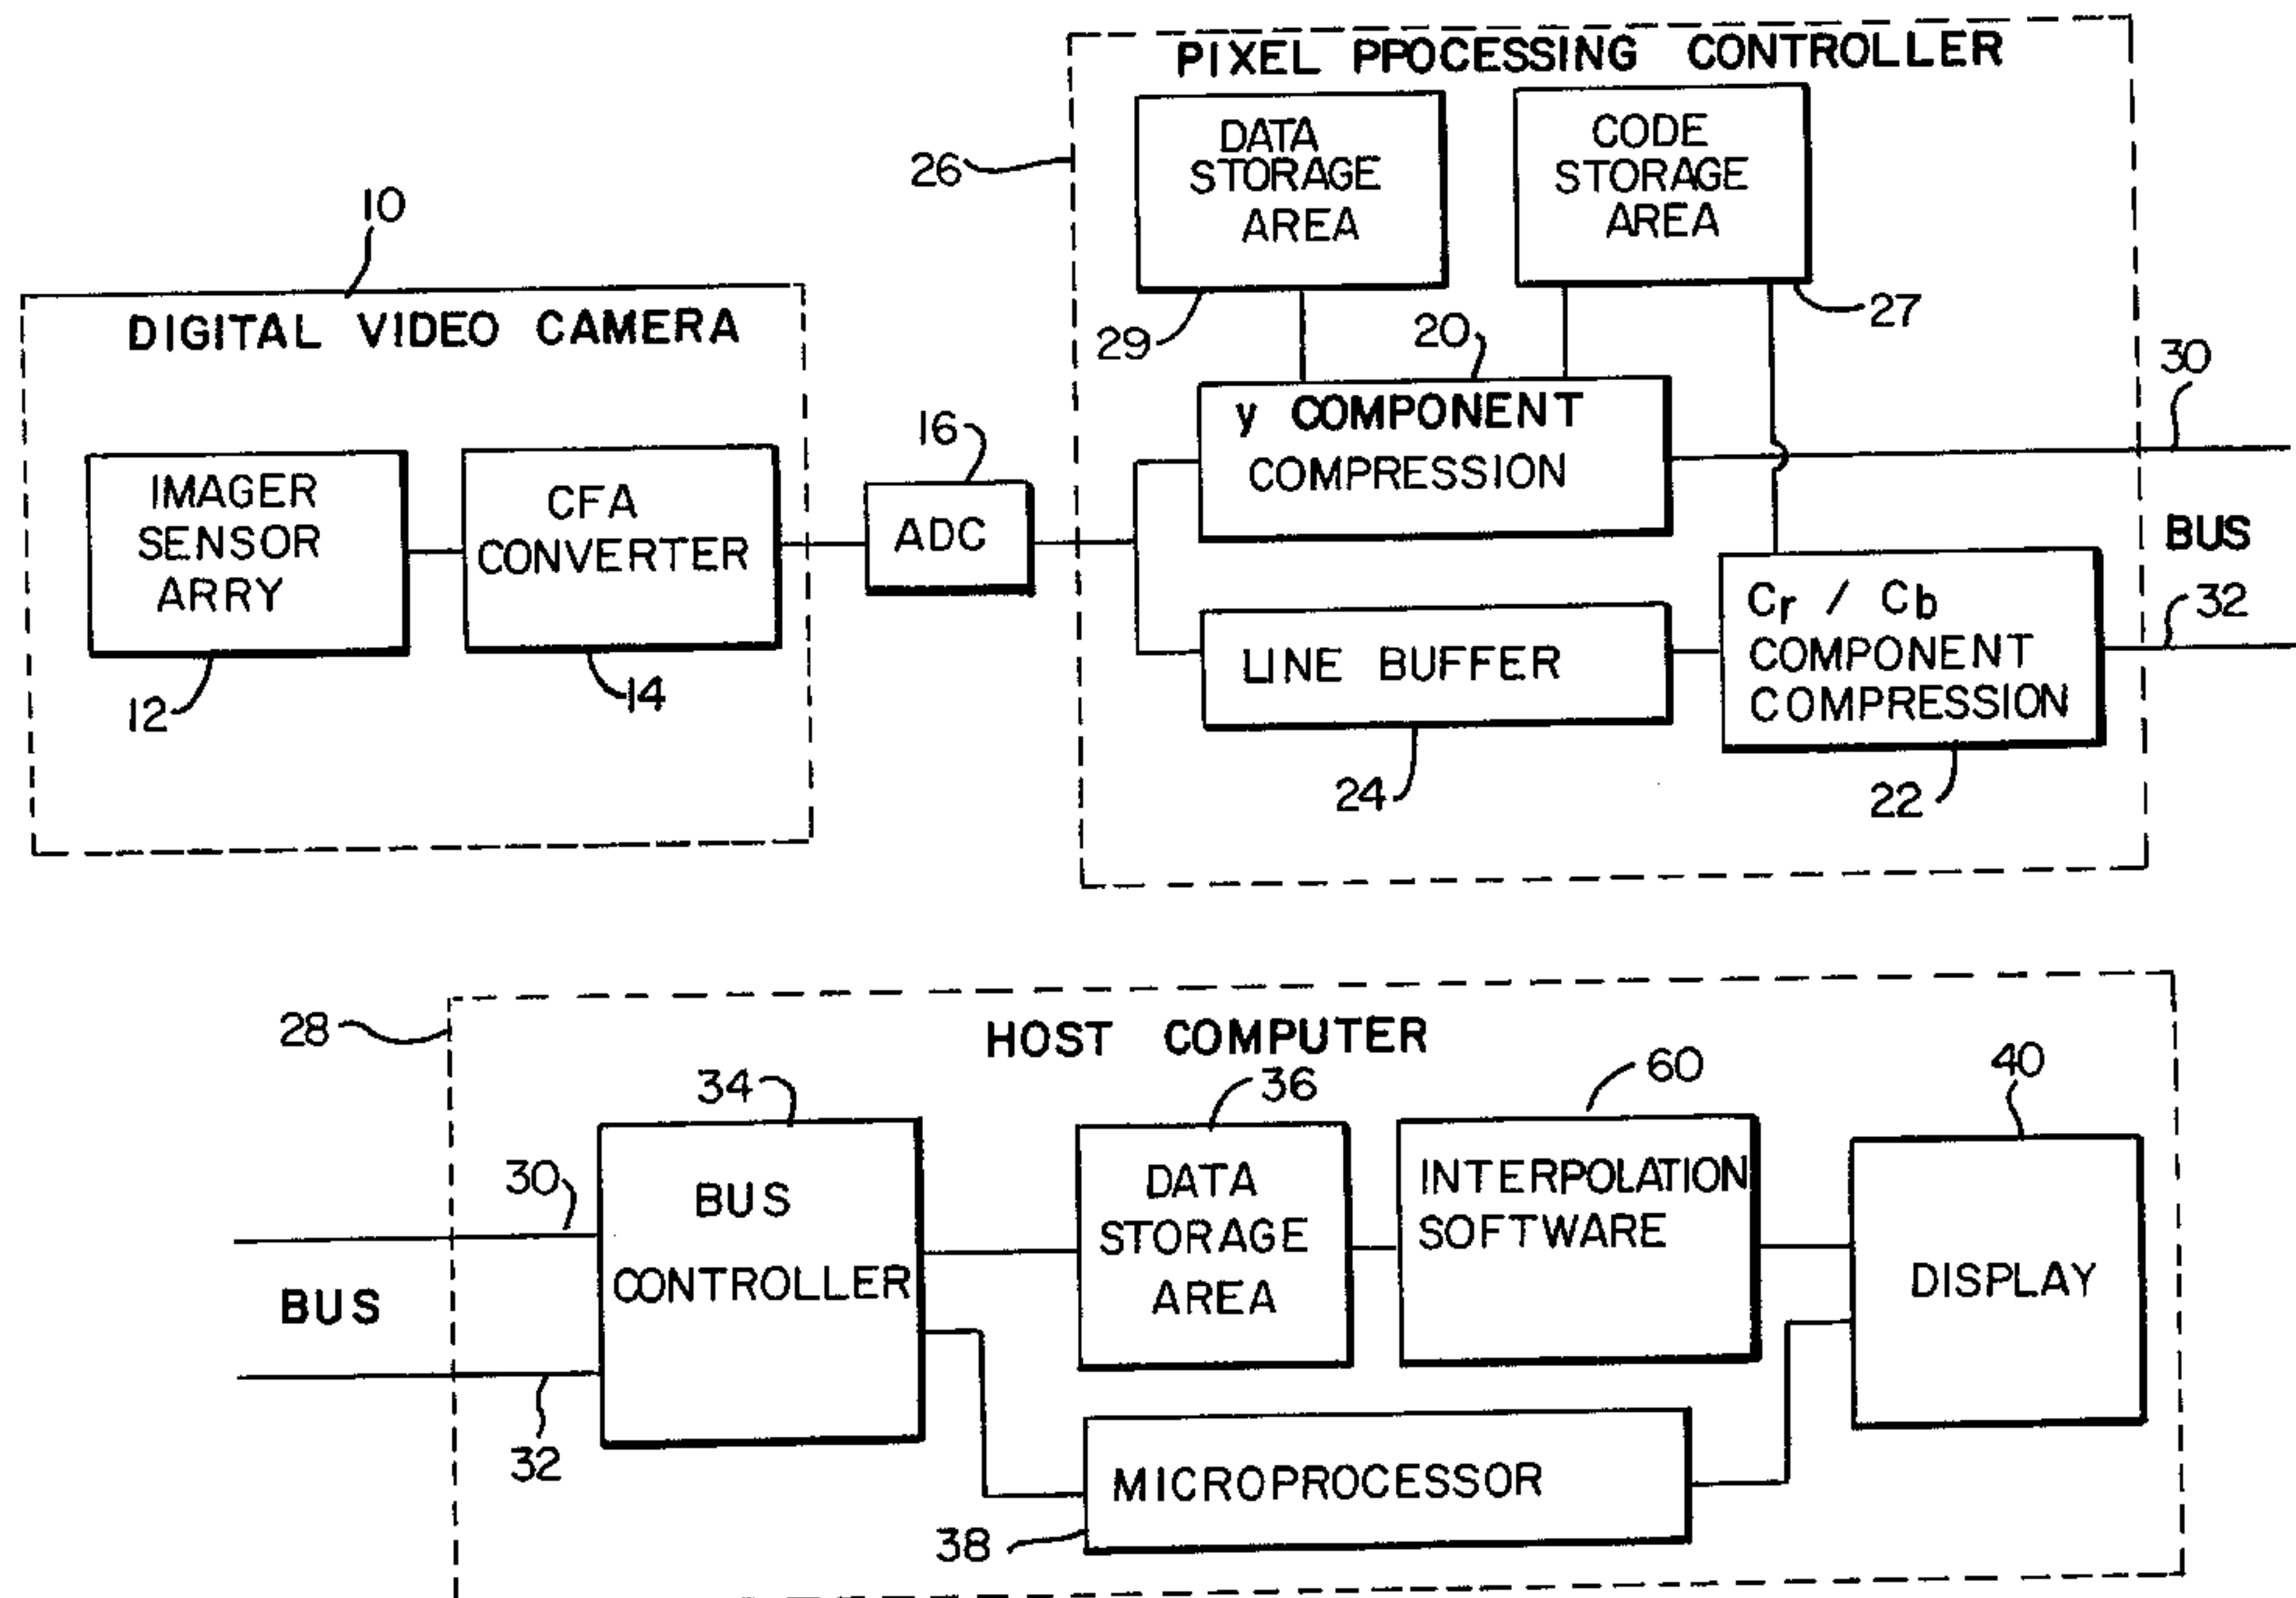 PIXEL PPOCESSING CONTROLLER
DATA
STORAGE
AREA
CODE
STORAGE
AREA
26
10
DIGITAL VIDEO CAMERA
29
20
27
30
y COMPONENT
COMPRESSION
16
IMAGER
SENSOR
ARRY
CFA
CONVERTER
ADC
BUS
12
14
LINE BUFFER
Cr / Cb
COMPONENT
COMPRESSION
32
24
22
28
HOST COMPUTER
34
36
60
40
30
BUS
CONTROLLER
DATA
STORAGE
AREA
INTERPOLATION
SOFTWARE
DISPLAY
BUS
32
MICROPROCESSOR
38